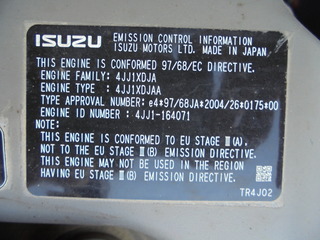 ISUZU EMISSION CONTROL INFORMATION
ISUZU MOTORS LTD. MADE IN JAPAN.
THIS ENGINE IS CONFORMED 97/68/EC DIRECTIVE.
ENGINE FAMILY: 4JJ1XDJA
ENGINE TYPE : 4JJ1XDJAA
TYPE APPROVAL NUMBER: e4*97/68JA*2004/26*0175*00
ENGINE ID NUMBER : 4JJ1-164071
NOTE:
THIS ENGINE IS CONFORMED TO EU STAGE Ⅲ(A).
NOT TO BE EU STAGE Ⅲ(B) DIRECTIVE.
THIS ENGINE MAY NOT BE USED IN THE REGION
HAVING EU STAGE Ⅲ(B) EMISSION DIRECTIVE.
TR4J02